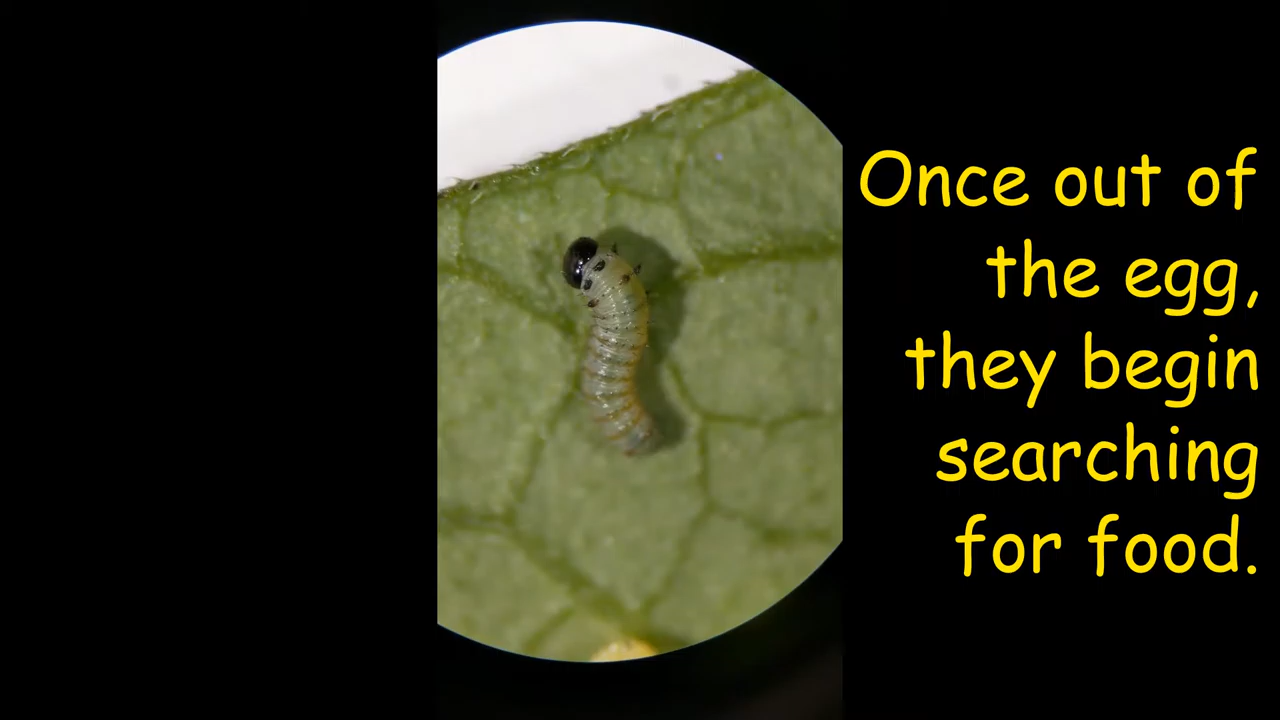 Once out of
the egg,
they begin
searching
for food.